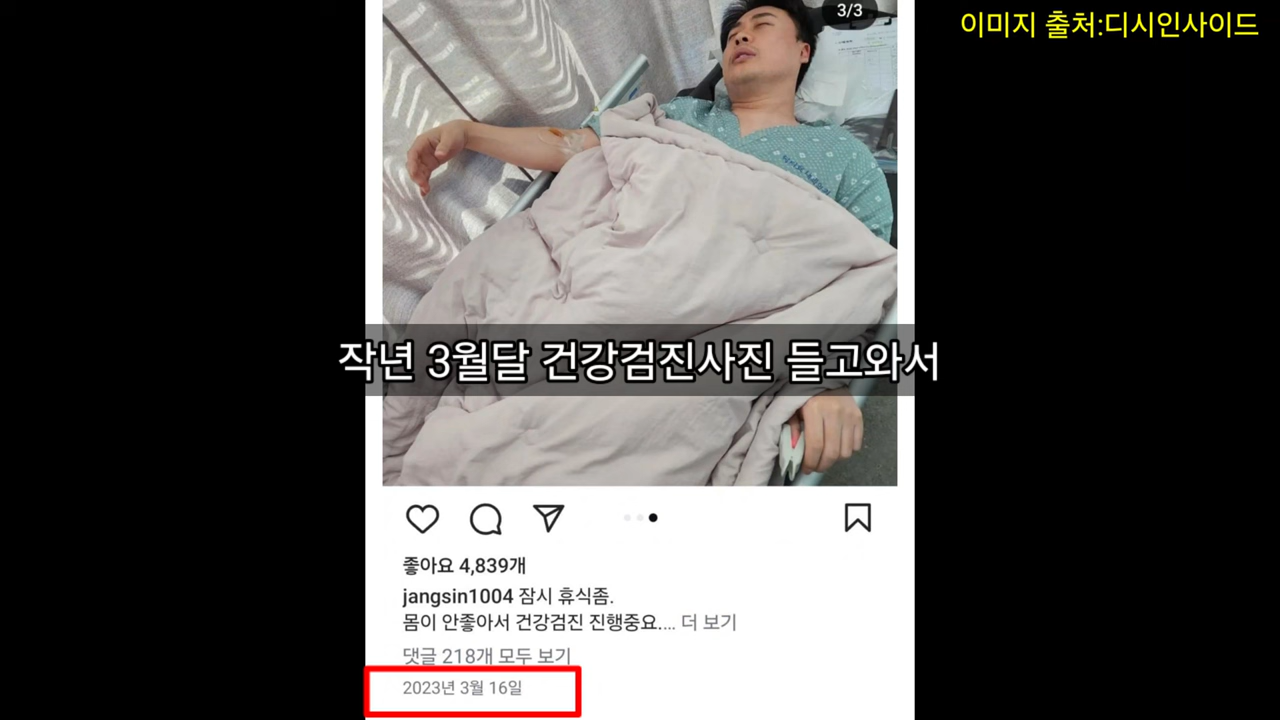 3/3
이미지 출처:디시인사이드
작년 3월달 건강검진사진 들고와서
좋아요 4,839개
jangsin1004 잠시 휴식좀.
몸이 안좋아서 건강검진 진행중요.... 더 보기
댓글 218개 모두 보기
2023년 3월 16일